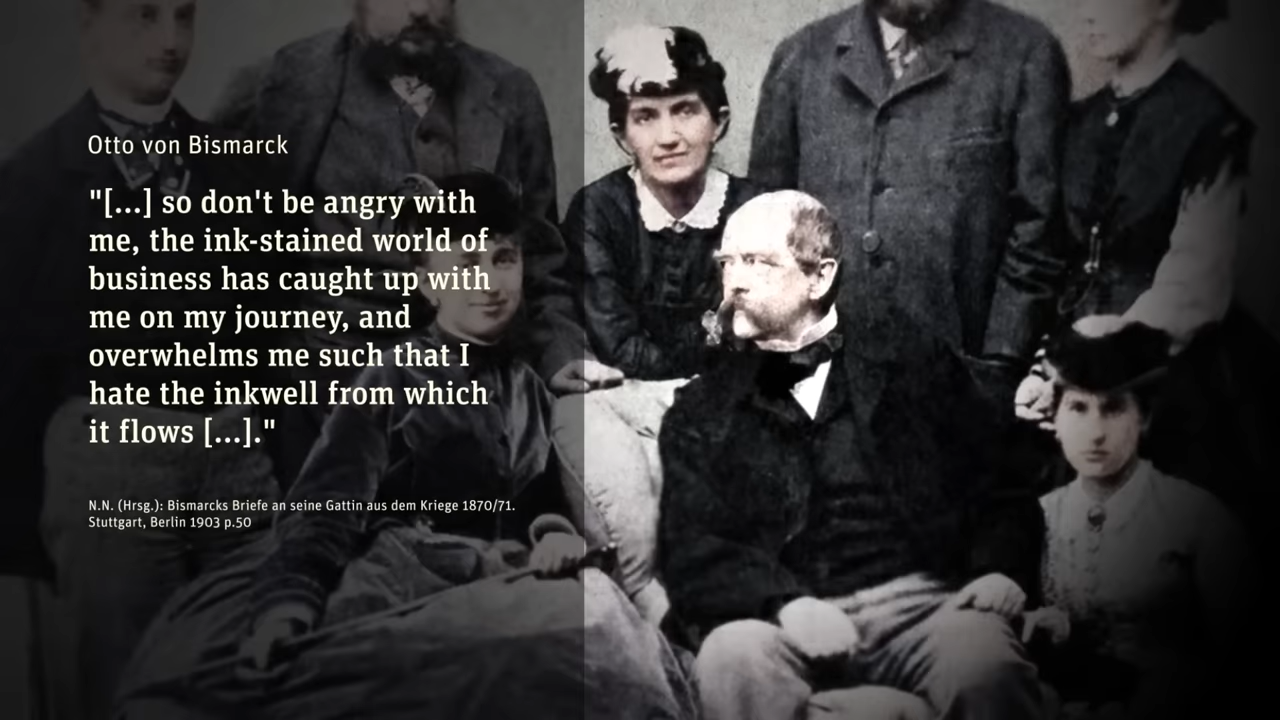 Otto von Bismarck
"[...] so don't be angry with
me, the ink-stained world of
business has caught up with
me on my journey, and
overwhelms me such that I
hate the inkwell from which
it flows [...]."
N.N. (Hrsg.): Bismarcks Briefe an seine Gattin aus dem Kriege 1870/71.
Stuttgart, Berlin 1903 p.50